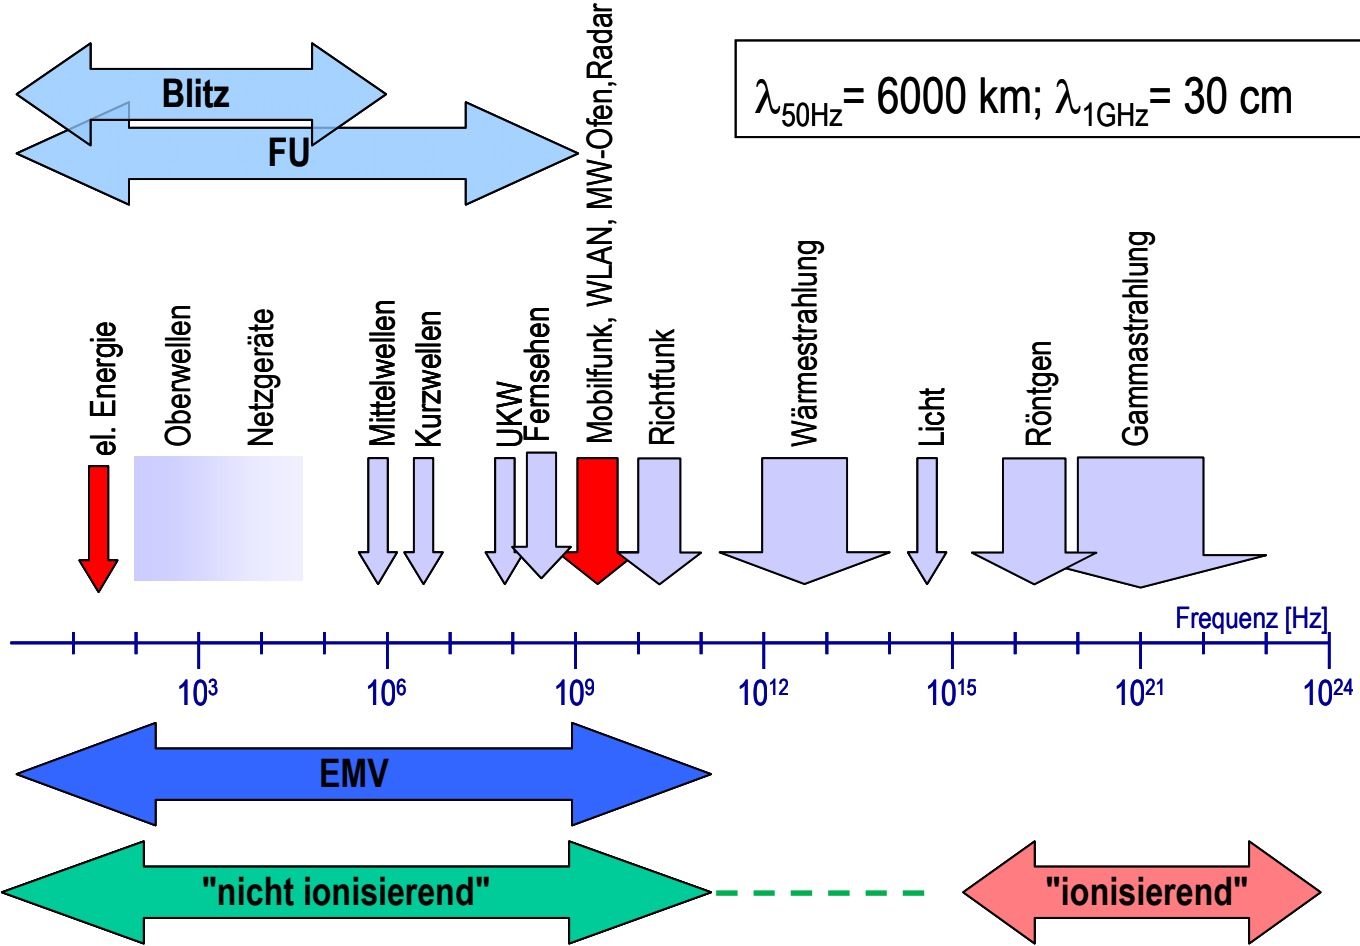 Blitz
FU
λ50Hz= 6000 km; λ1GHz= 30 cm
el. Energie
Oberwellen
Netzgeräte
Mittelwellen
Kurzwellen
UKW
Fernsehen
Mobilfunk, WLAN, MW-Ofen,Radar
Richtfunk
Wärmestrahlung
Licht
Röntgen
Gammastrahlung
Frequenz [Hz]
10³ 10⁶ 10⁹ 10¹² 10¹⁵ 10²¹ 10²⁴
EMV
"nicht ionisierend" "ionisierend"